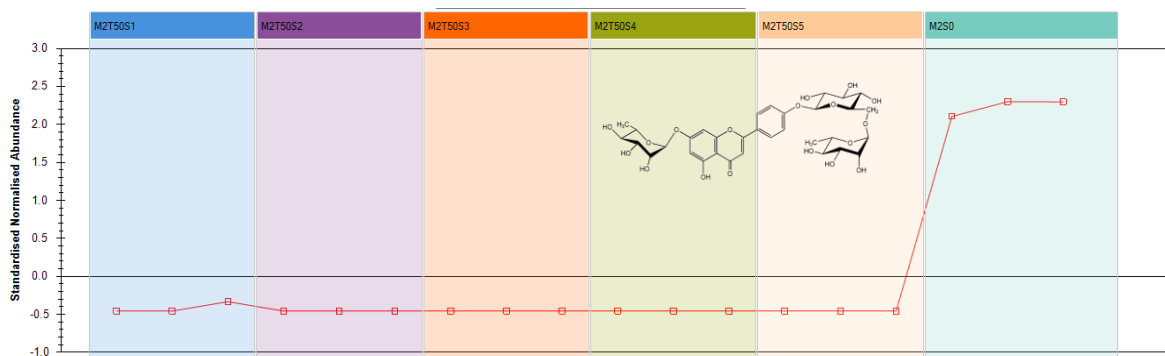 M2T50S1 M2T50S2 M2T50S3 M2T50S4 M2T50S5 M2S0
Standardised Normalised Abundance
3.0
2.5
2.0
1.5
1.0
0.5
0.0
-0.5
-1.0
HO
OH
HO
OH
O
O
CH₂
O
H₃C
HO
HO
OH
O
H₃C
HO
HO
HO
O
O
O
OH
O
O
HO
OH